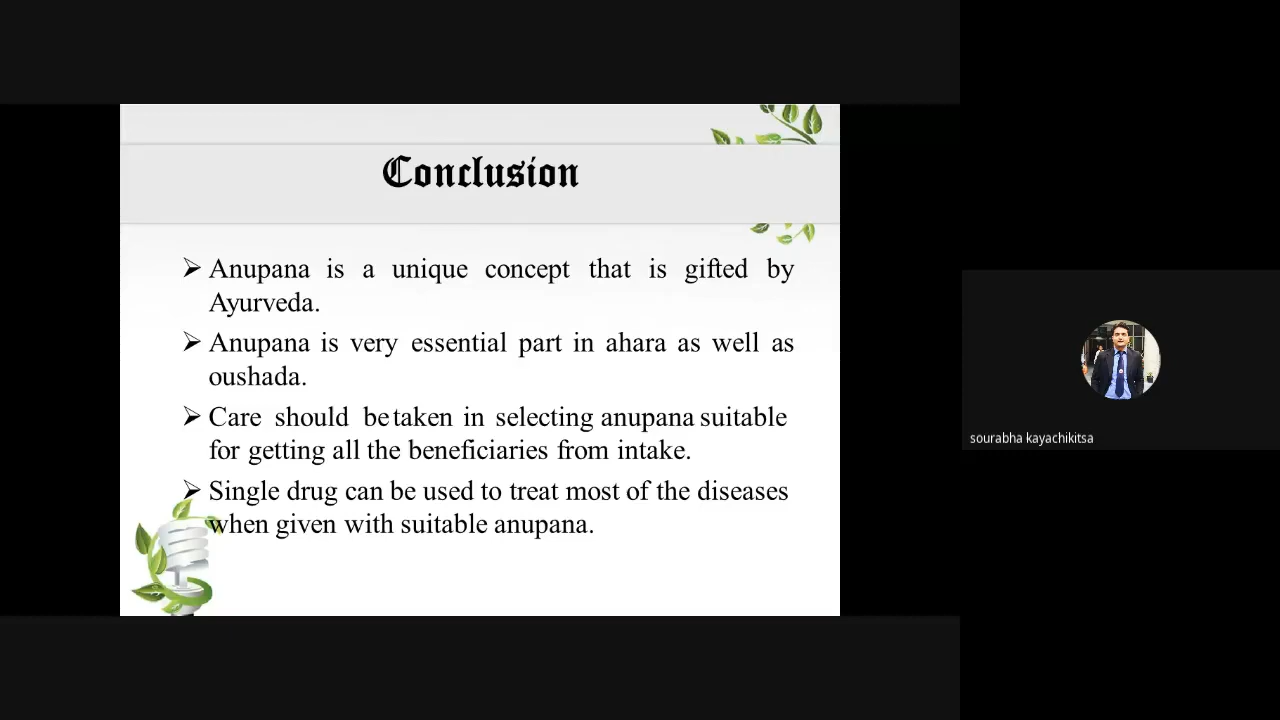 Conclusion
➢ Anupana is a unique concept that is gifted by
Ayurveda.
➢ Anupana is very essential part in ahara as well as
oushada.
➢ Care should be taken in selecting anupana suitable
for getting all the beneficiaries from intake.
➢ Single drug can be used to treat most of the diseases
when given with suitable anupana.
sourabha kayachikitsa